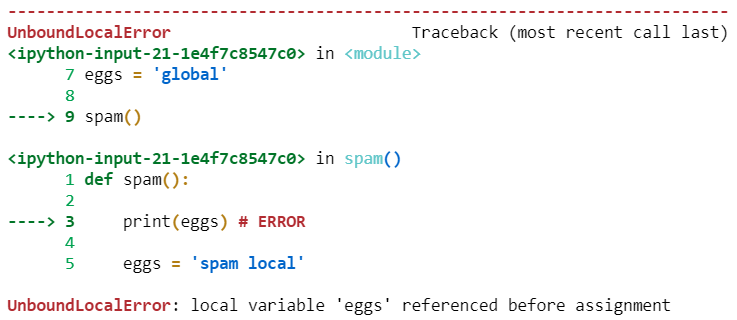 ---------------------------------------------------------------------------
UnboundLocalError                         Traceback (most recent call last)
<ipython-input-21-1e4f7c8547c0> in <module>
      7 eggs = 'global'
      8
----> 9 spam()
<ipython-input-21-1e4f7c8547c0> in spam()
      1 def spam():
      2
----> 3     print(eggs) # ERROR
      4
      5     eggs = 'spam local'
UnboundLocalError: local variable 'eggs' referenced before assignment